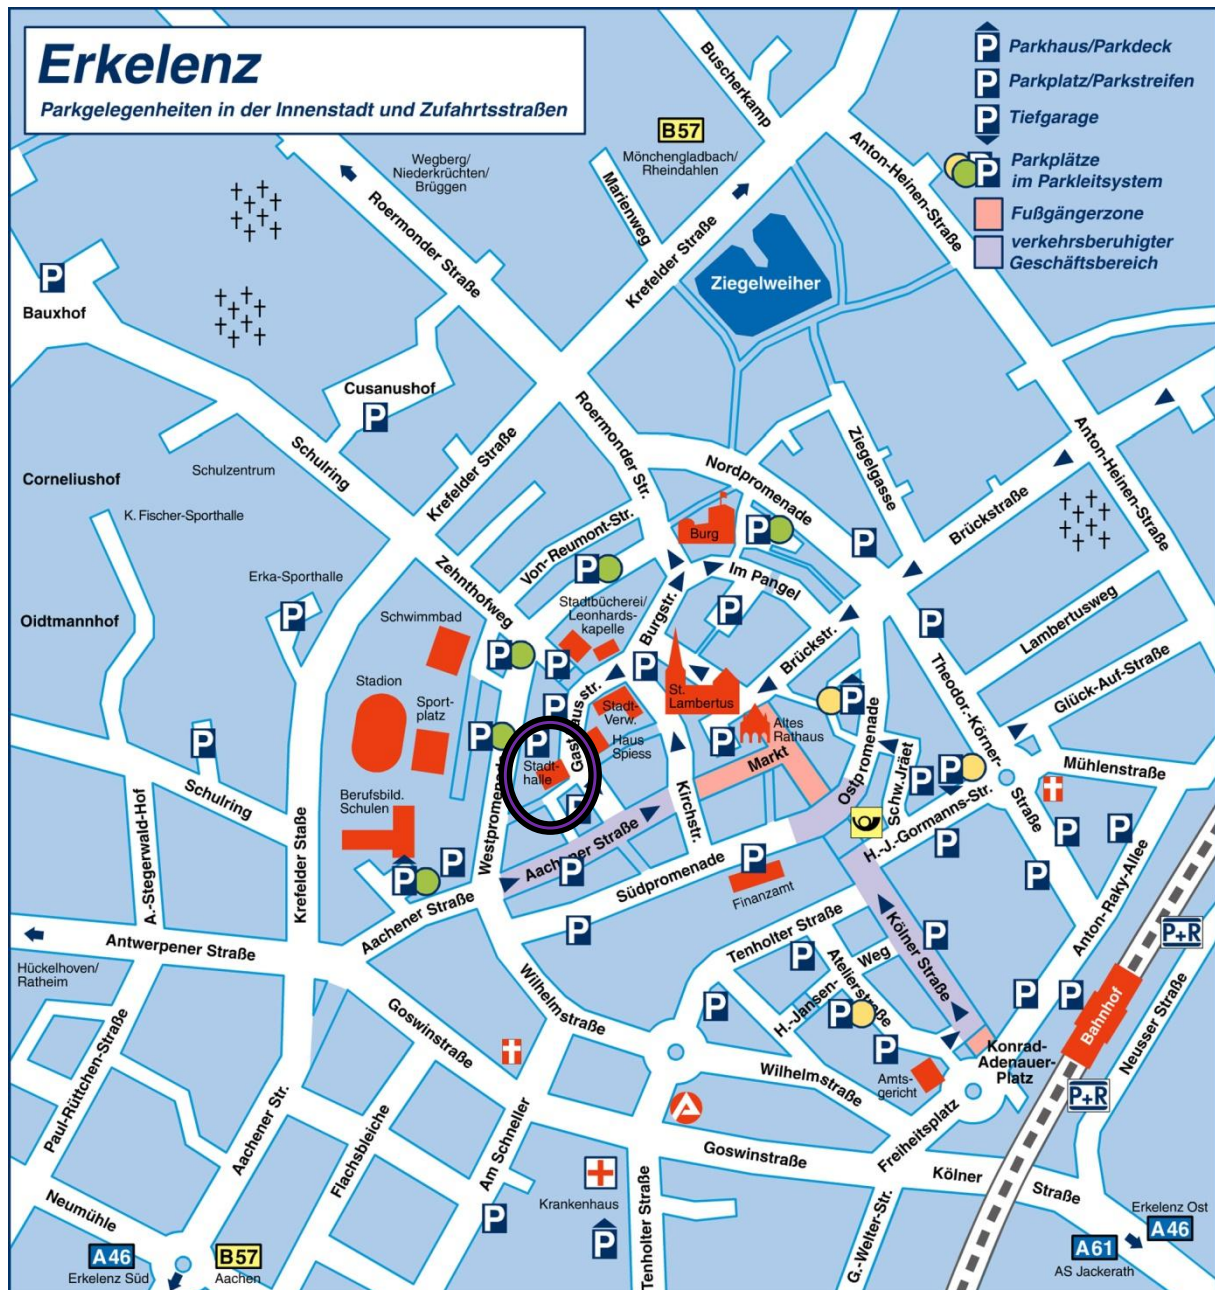 Erkelenz
Parkgelegenheiten in der Innenstadt und Zufahrtsstraßen
P Parkhaus/Parkdeck
P Parkplatz/Parkstreifen
P Tiefgarage
P Parkplätze
im Parkleitsystem
Fußgängerzone
verkehrsberuhigter
Geschäftsbereich
Buscherkamp
B57
Mönchengladbach/
Rheindahlen
Wegberg/
Niederkrüchten/
Brüggen
Marienweg
Anton-Heinen-Straße
Roermonder Straße
Krefelder Straße
Ziegelweiher
P
Bauxhof
Cusanushof
P
Roermonder Str.
Schulring
Krefelder Straße
Ziegelgasse
Anton-Heinen-Straße
Nordpromenade
Schulzentrum
Corneliushof
K. Fischer-Sporthalle
Von-Reumont-Str.
Burg
P
P
Brückstraße
Zehnthofweg
P
Im Pangel
Erka-Sporthalle
P
Oidtmannhof
Stadtbücherei/
Leonhards-
kapelle
Burgstr.
P
Brückstr.
P
Lambertusweg
Schwimmbad
P
P
P
St.
Lambertus
Theodor.-Körner-
Straße
Glück-Auf-Straße
Stadion
Sport-
platz
P
Stadt-
Verw.
P
Altes
Rathaus
Ostpromenade
P
P
P
Haus
Spiess
P
Markt
Schw.Jräet
P
P
Mühlenstraße
Stadt-
halle
P
Kirchstr.
Schulring
Berufsbild.
Schulen
Westpromenade
Aachener Straße
H.-J.-Gormanns-Str.
P
P
P
Anton-Raky-Allee
A.-Stegerwald-Hof
Krefelder Staße
P
P
P
P
Südpromenade
Finanzamt
P
Aachener Straße
P
Antwerpener Straße
Hückelhoven/
Ratheim
Tenholter Straße
P
Atelierstraße
H.-Jansen-
Weg
Kölner Straße
P
P+R
Wilhelmstraße
P
P
P
P
Bahnhof
Neusser Straße
Goswinstraße
P
Konrad-
Adenauer-
Platz
Paul-Rüttchen-Straße
Aachener Str.
Flachsbleiche
Am Schneller
Wilhelmstraße
Amts-
gericht
P+R
Freiheitsplatz
Goswinstraße
Kölner
Straße
Neumühle
Krankenhaus
P
P
Tenholter Straße
G.-Welter-Str.
Erkelenz Ost
A46
A46
Erkelenz Süd
B57
Aachen
A61
AS Jackerath